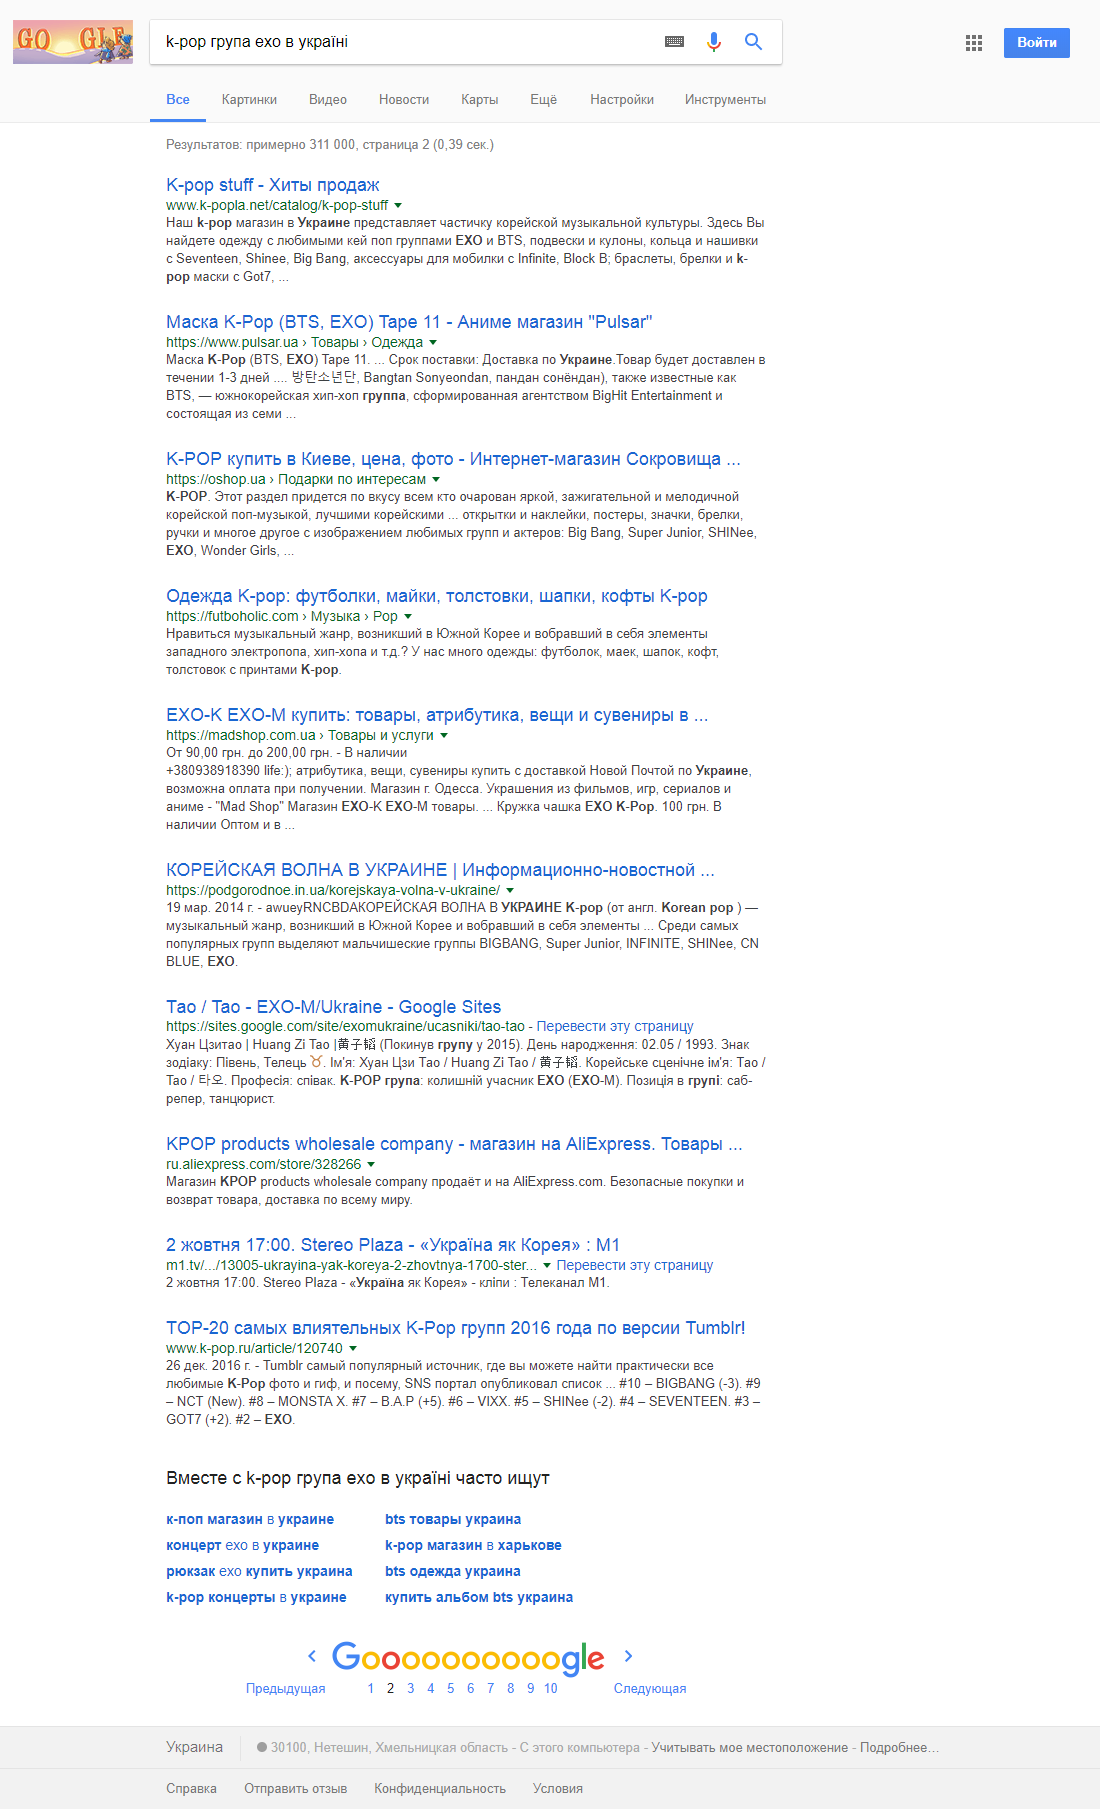 GO GLE
k-pop група exo в україні
Войти
Все Картинки Видео Новости Карты Ещё Настройки Инструменты
Результатов: примерно 311 000, страница 2 (0,39 сек.)
K-pop stuff - Хиты продаж
www.k-popla.net/catalog/k-pop-stuff
Наш k-pop магазин в Украине представляет частичку корейской музыкальной культуры. Здесь Вы
найдете одежду с любимыми кей поп группами EXO и BTS, подвески и кулоны, кольца и нашивки
с Seventeen, Shinee, Big Bang, аксессуары для мобилки с Infinite, Block B; браслеты, брелки и k-
pop маски с Got7, ...
Маска K-Pop (BTS, EXO) Tape 11 - Аниме магазин "Pulsar"
https://www.pulsar.ua › Товары › Одежда
Маска K-Pop (BTS, EXO) Tape 11. ... Срок поставки: Доставка по Украине.Товар будет доставлен в
течении 1-3 дней .... 방탄소년단, Bangtan Sonyeondan, пандан сонёндан), также известные как
BTS, — южнокорейская хип-хоп группа, сформированная агентством BigHit Entertainment и
состоящая из семи ...
K-POP купить в Киеве, цена, фото - Интернет-магазин Сокровища ...
https://oshop.ua › Подарки по интересам
K-POP. Этот раздел придется по вкусу всем кто очарован яркой, зажигательной и мелодичной
корейской поп-музыкой, лучшими корейскими ... открытки и наклейки, постеры, значки, брелки,
ручки и многое другое с изображением любимых групп и актеров: Big Bang, Super Junior, SHINee,
EXO, Wonder Girls, ...
Одежда K-pop: футболки, майки, толстовки, шапки, кофты K-pop
https://futboholic.com › Музыка › Pop
Нравиться музыкальный жанр, возникший в Южной Корее и вобравший в себя элементы
западного электропопа, хип-хопа и т.д.? У нас много одежды: футболок, маек, шапок, кофт,
толстовок с принтами K-pop.
EXO-K EXO-M купить: товары, атрибутика, вещи и сувениры в ...
https://madshop.com.ua › Товары и услуги
От 90,00 грн. до 200,00 грн. - В наличии
+380938918390 life:); атрибутика, вещи, сувениры купить с доставкой Новой Почтой по Украине,
возможна оплата при получении. Магазин г. Одесса. Украшения из фильмов, игр, сериалов и
аниме - "Mad Shop" Магазин EXO-K EXO-M товары. ... Кружка чашка EXO K-Pop. 100 грн. В
наличии Оптом и в ...
КОРЕЙСКАЯ ВОЛНА В УКРАИНЕ | Информационно-новостной ...
https://podgorodnoe.in.ua/korejskaya-volna-v-ukraine/
19 мар. 2014 г. - awueyRNCBDAКОРЕЙСКАЯ ВОЛНА В УКРАИНЕ K-pop (от англ. Korean pop ) —
музыкальный жанр, возникший в Южной Корее и вобравший в себя элементы ... Среди самых
популярных групп выделяют мальчишеские группы BIGBANG, Super Junior, INFINITE, SHINee, CN
BLUE, EXO.
Тао / Tao - EXO-M/Ukraine - Google Sites
https://sites.google.com/site/exomukraine/ucasniki/tao-tao - Перевести эту страницу
Хуан Цзитао | Huang Zi Tao |黄子韬 (Покинув групу у 2015). День народження: 02.05 / 1993. Знак
зодіаку: Півень, Телець ♉. Ім'я: Хуан Цзи Тао / Huang Zi Tao / 黄子韬. Корейське сценічне ім'я: Тао /
Tao / 타오. Професія: співак. K-POP група: колишній учасник EXO (EXO-M). Позиція в групі: саб-
репер, танцюрист.
KPOP products wholesale company - магазин на AliExpress. Товары ...
ru.aliexpress.com/store/328266
Магазин KPOP products wholesale company продаёт и на AliExpress.com. Безопасные покупки и
возврат товара, доставка по всему миру.
2 жовтня 17:00. Stereo Plaza - «Україна як Корея» : M1
m1.tv/.../13005-ukrayina-yak-koreya-2-zhovtnya-1700-ster... Перевести эту страницу
2 жовтня 17:00. Stereo Plaza - «Україна як Корея» - кліпи : Телеканал М1.
TOP-20 самых влиятельных K-Pop групп 2016 года по версии Tumblr!
www.k-pop.ru/article/120740
26 дек. 2016 г. - Tumblr самый популярный источник, где вы можете найти практически все
любимые K-Pop фото и гиф, и посему, SNS портал опубликовал список ... #10 – BIGBANG (-3). #9
– NCT (New). #8 – MONSTA X. #7 – B.A.P (+5). #6 – VIXX. #5 – SHINee (-2). #4 – SEVENTEEN. #3 –
GOT7 (+2). #2 – EXO.
Вместе с k-pop група exo в україні часто ищут
к-поп магазин в украине bts товары украина
концерт exo в украине k-pop магазин в харькове
рюкзак exo купить украина bts одежда украина
k-pop концерты в украине купить альбом bts украина
Goooooooooogle
Предыдущая 1 2 3 4 5 6 7 8 9 10 Следующая
Украина 30100, Нетешин, Хмельницкая область - С этого компьютера - Учитывать мое местоположение - Подробнее…
Справка Отправить отзыв Конфиденциальность Условия